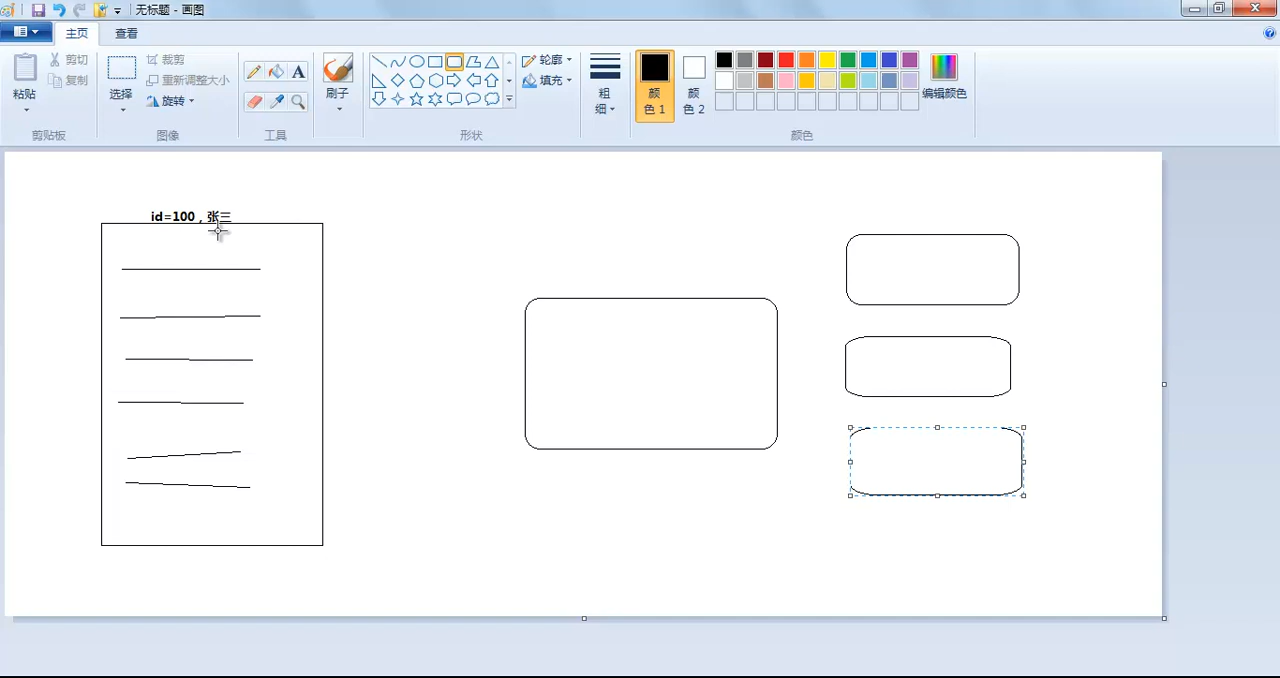 无标题 - 画图
主页
查看
粘贴
剪切
复制
剪贴板
选择
裁剪
重新调整大小
旋转
图像
A
工具
刷子
轮廓
填充
形状
粗
细
颜
色 1
颜
色 2
编辑颜色
颜色
id=100 , 张三